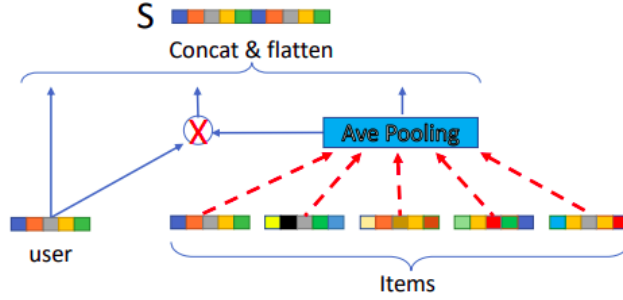 S
Concat & flatten
X
Ave Pooling
user
Items